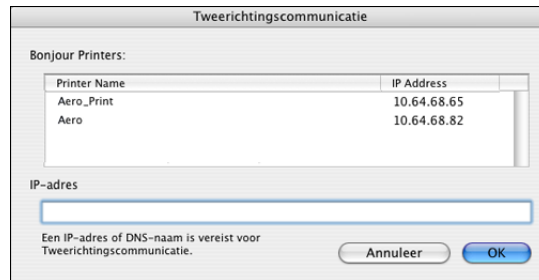 Tweerichtingscommunicatie
Bonjour Printers:
Printer Name IP Address
Aero_Print 10.64.68.65
Aero 10.64.68.82
IP-adres
Een IP-adres of DNS-naam is vereist voor
Tweerichtingscommunicatie.
Annuleer OK